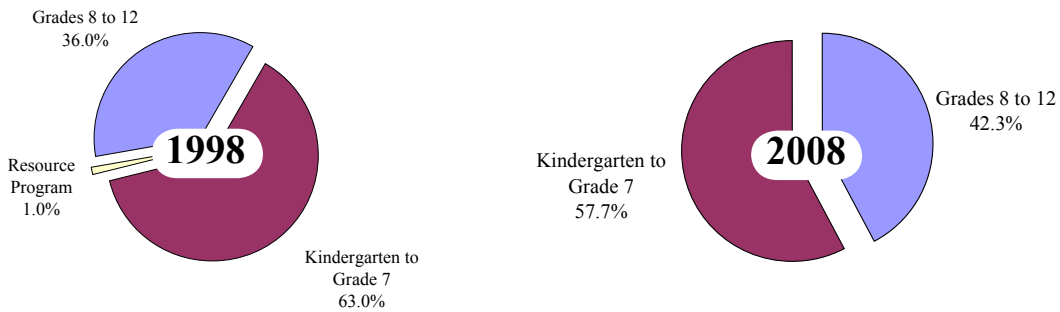 Grades 8 to 12
36.0%
1998
Resource
Program
1.0%
Kindergarten to
Grade 7
63.0%
Grades 8 to 12
42.3%
2008
Kindergarten to
Grade 7
57.7%